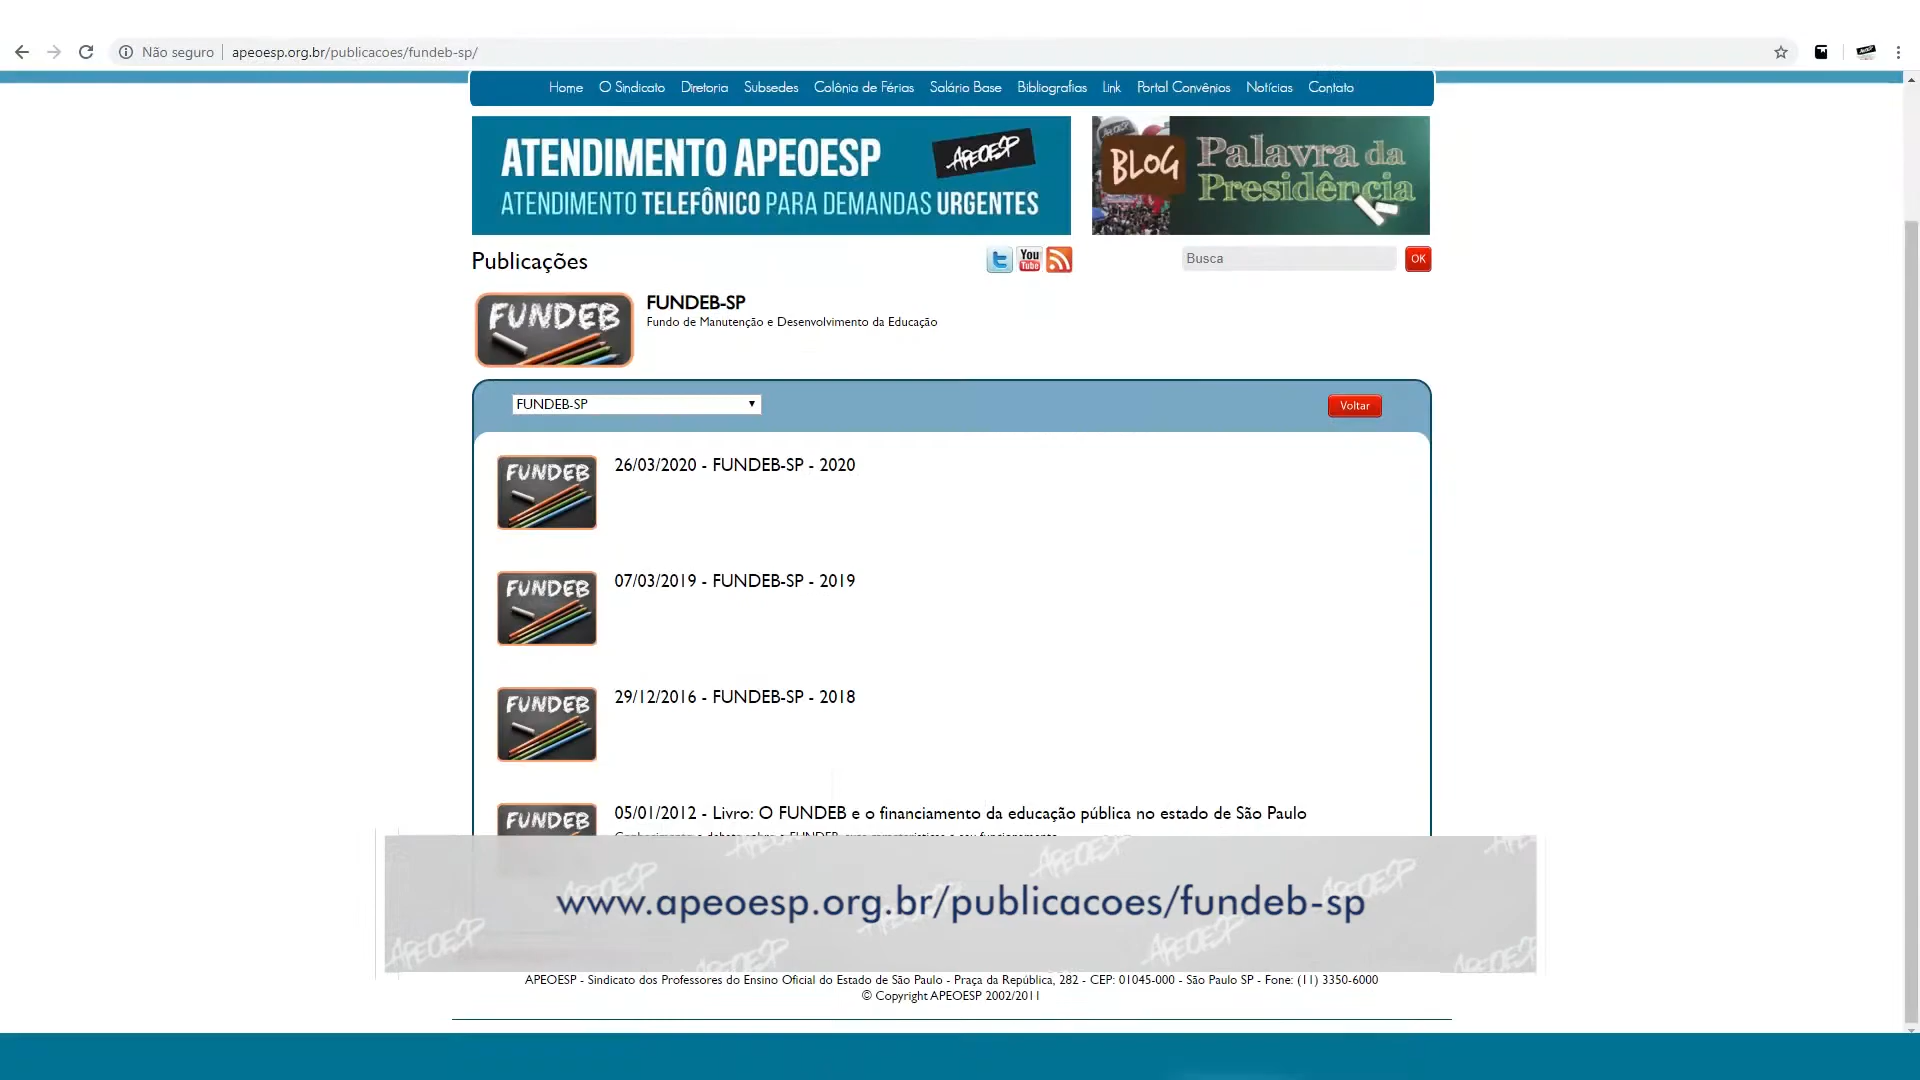 Não seguro apeoesp.org.br/publicacoes/fundeb-sp/
Home O Sindicato Diretoria Subsedes Colônia de Férias Salário Base Bibliografias Link Portal Convênios Notícias Contato
ATENDIMENTO APEOESP
APEOESP
ATENDIMENTO TELEFÔNICO PARA DEMANDAS URGENTES
BLOG
Palavra da
Presidência
Publicações
You
Tube
Busca
OK
FUNDEB
FUNDEB-SP
Fundo de Manutenção e Desenvolvimento da Educação
FUNDEB-SP
Voltar
FUNDEB
26/03/2020 - FUNDEB-SP - 2020
FUNDEB
07/03/2019 - FUNDEB-SP - 2019
FUNDEB
29/12/2016 - FUNDEB-SP - 2018
FUNDEB
05/01/2012 - Livro: O FUNDEB e o financiamento da educação pública no estado de São Paulo
www.apeoesp.org.br/publicacoes/fundeb-sp
APEOESP - Sindicato dos Professores do Ensino Oficial do Estado de São Paulo - Praça da República, 282 - CEP: 01045-000 - São Paulo SP - Fone: (11) 3350-6000
© Copyright APEOESP 2002/2011